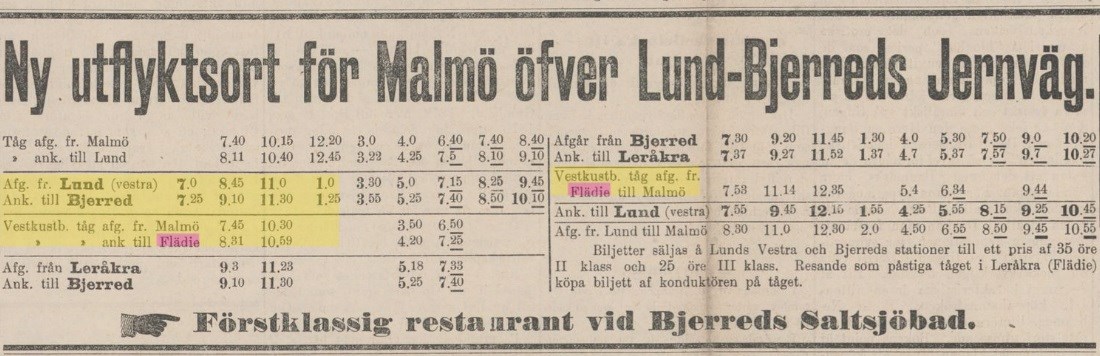 Ny utflyktsort för Malmö öfver Lund-Bjerreds Jernväg.
Tåg afg. fr. Malmö 7.40 10.15 12.20 3.0 4.0 6.40 7.40 8.40
» ank. till Lund 8.11 10.40 12.45 3.22 4.25 7.5 8.10 9.10
Afg. fr. Lund (vestra) 7.0 8.45 11.0 1.0 3.30 5.0 7.15 8.25 9.45
Ank. till Bjerred 7.25 9.10 11.30 1.25 3.55 5.25 7.40 8.50 10.10
Vestkustb. tåg afg. fr. Malmö 7.45 10.30 3.50 6.50
» » ank till Flädie 8.31 10.59 4.20 7.25
Afg. från Leråkra 9.3 11.23 5.18 7.33
Ank. till Bjerred 9.10 11.30 5.25 7.40
Afgår från Bjerred 7.30 9.20 11.45 1.30 4.0 5.30 7.50 9.0 10.20
Ank. till Leråkra 7.37 9.27 11.52 1.37 4.7 5.37 7.57 9.7 10.27
Vestkustb. tåg afg. fr.
Flädie till Malmö 7.53 11.14 12.35 5.4 6.34 9.44
Ank. till Lund (vestra) 7.55 9.45 12.15 1.55 4.25 5.55 8.15 9.25 10.45
Afg. fr. Lund till Malmö 8.30 11.0 12.30 2.0 4.50 6.55 8.50 9.45 10.55
Biljetter säljas å Lunds Vestra och Bjerreds stationer till ett pris af 35 öre
II klass och 25 öre III klass. Resande som påstiga tåget i Leråkra (Flädie)
köpa biljett af konduktören på tåget.
Förstklassig restaurant vid Bjerreds Saltsjöbad.